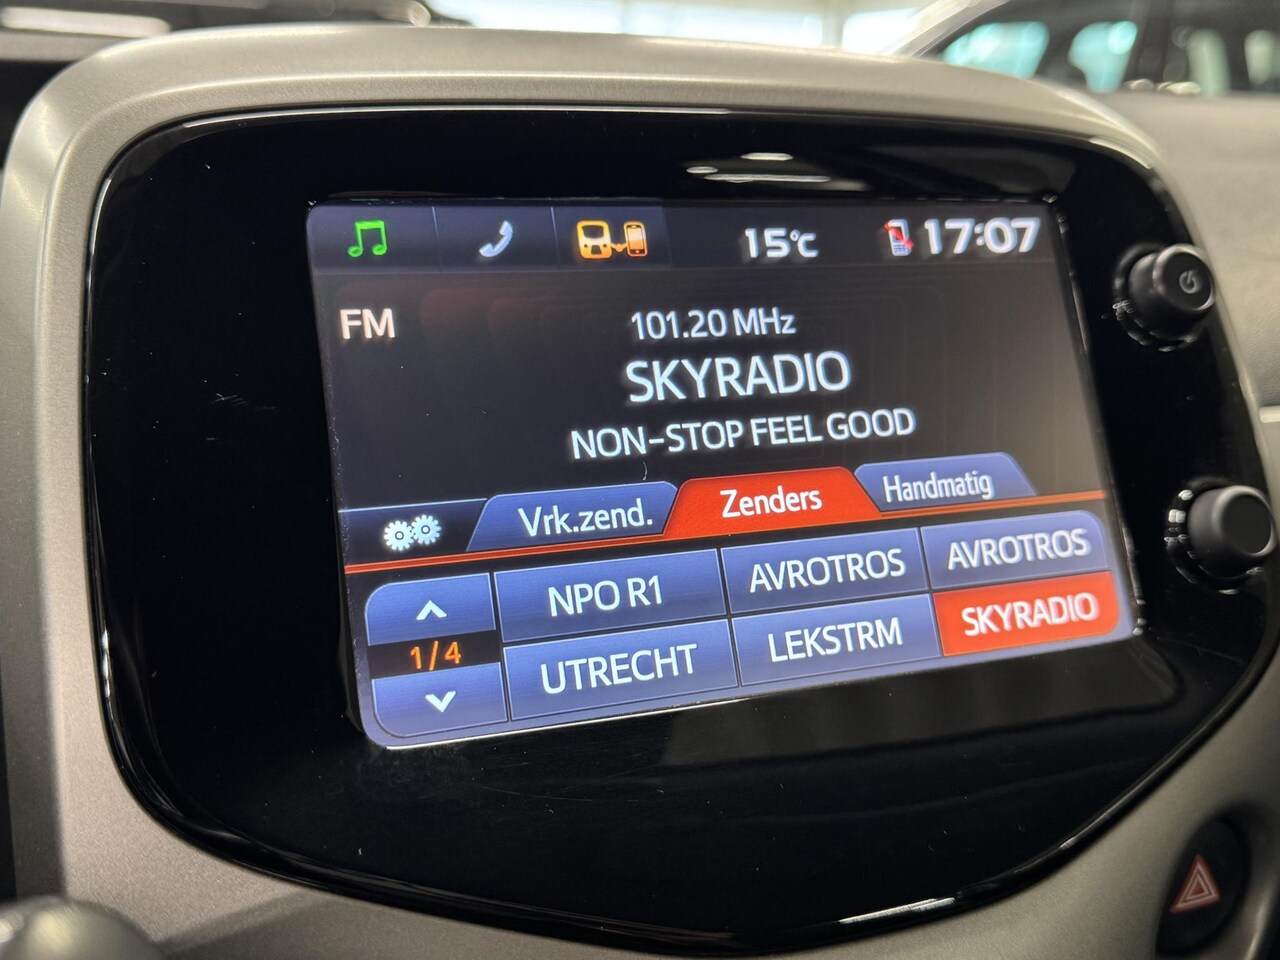 15°C
17:07
FM
101.20 MHz
SKYRADIO
NON-STOP FEEL GOOD
Vrk.zend.
Zenders
Handmatig
1/4
NPO R1
AVROTROS
AVROTROS
UTRECHT
LEKSTRM
SKYRADIO